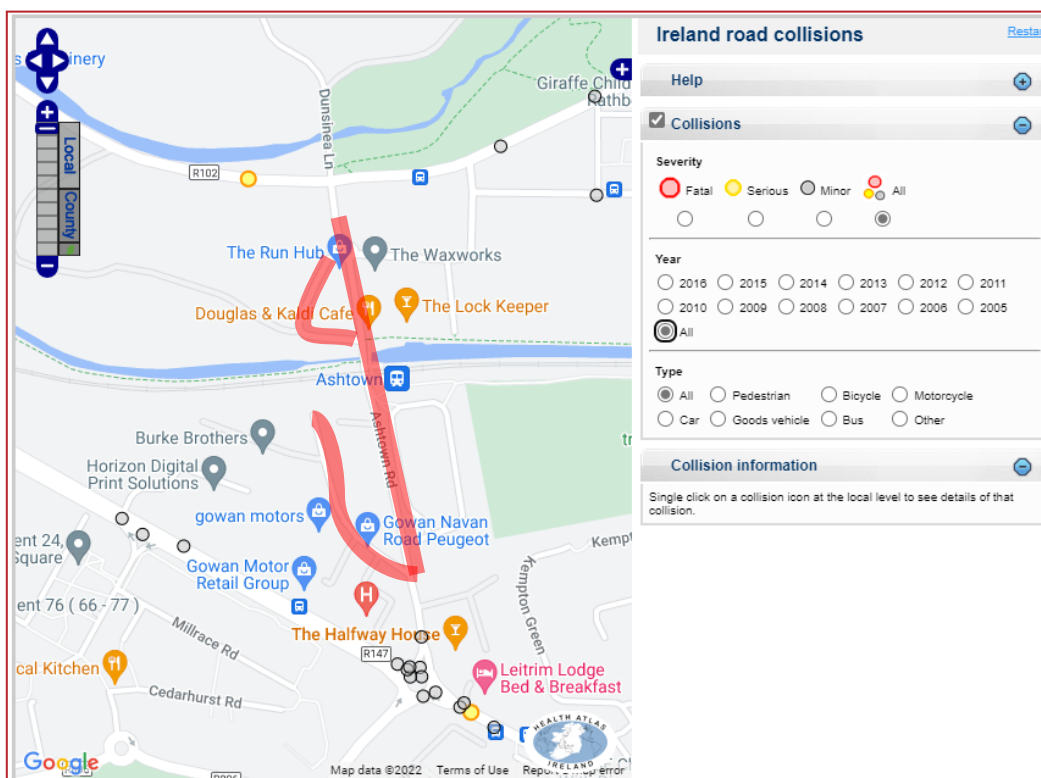 inery
Giraffe Child
Rathb
Dunsinea Ln
R102
Local
County
The Run Hub
The Waxworks
Douglas & Kaldi Cafe
The Lock Keeper
Ashtown
Ashtown Rd
Burke Brothers
Horizon Digital
Print Solutions
gowan motors
Gowan Navan
Road Peugeot
ent 24,
Square
Gowan Motor
Retail Group
H
Kempt
Kempton Green
ent 76 ( 66 - 77 )
Millrace Rd
The Halfway House
R147
cal Kitchen
Leitrim Lodge
Bed & Breakfast
Cedarhurst Rd
HEALTH ATLAS
IRELAND
Google
Map data ©2022 Terms of Use
Ireland road collisions
Resta
Help
Collisions
Severity
Fatal Serious Minor All
Year
2016 2015 2014 2013 2012 2011
2010 2009 2008 2007 2006 2005
All
Type
All Pedestrian Bicycle Motorcycle
Car Goods vehicle Bus Other
Collision information
Single click on a collision icon at the local level to see details of that
collision.